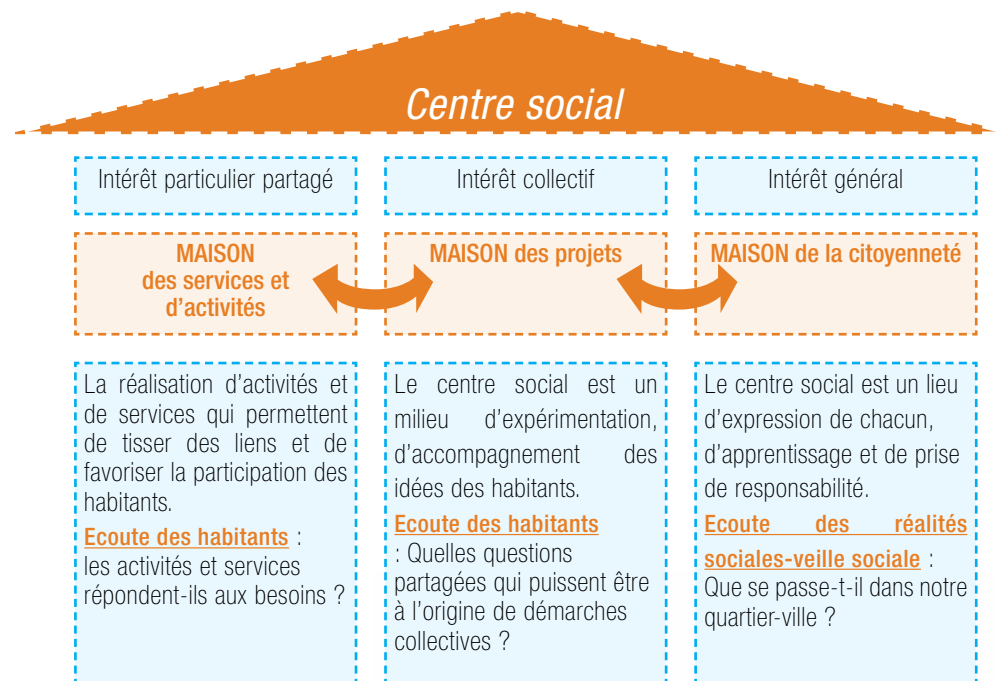 Centre social
Intérêt particulier partagé
Intérêt collectif
Intérêt général
MAISON
des services et
d’activités
MAISON des projets
MAISON de la citoyenneté
La réalisation d’activités et
de services qui permettent
de tisser des liens et de
favoriser la participation des
habitants.
Ecoute des habitants :
les activités et services
répondent-ils aux besoins ?
Le centre social est un
milieu d’expérimentation,
d’accompagnement des
idées des habitants.
Ecoute des habitants
: Quelles questions
partagées qui puissent être
à l’origine de démarches
collectives ?
Le centre social est un lieu
d’expression de chacun,
d’apprentissage et de prise
de responsabilité.
Ecoute des réalités
sociales-veille sociale :
Que se passe-t-il dans notre
quartier-ville ?